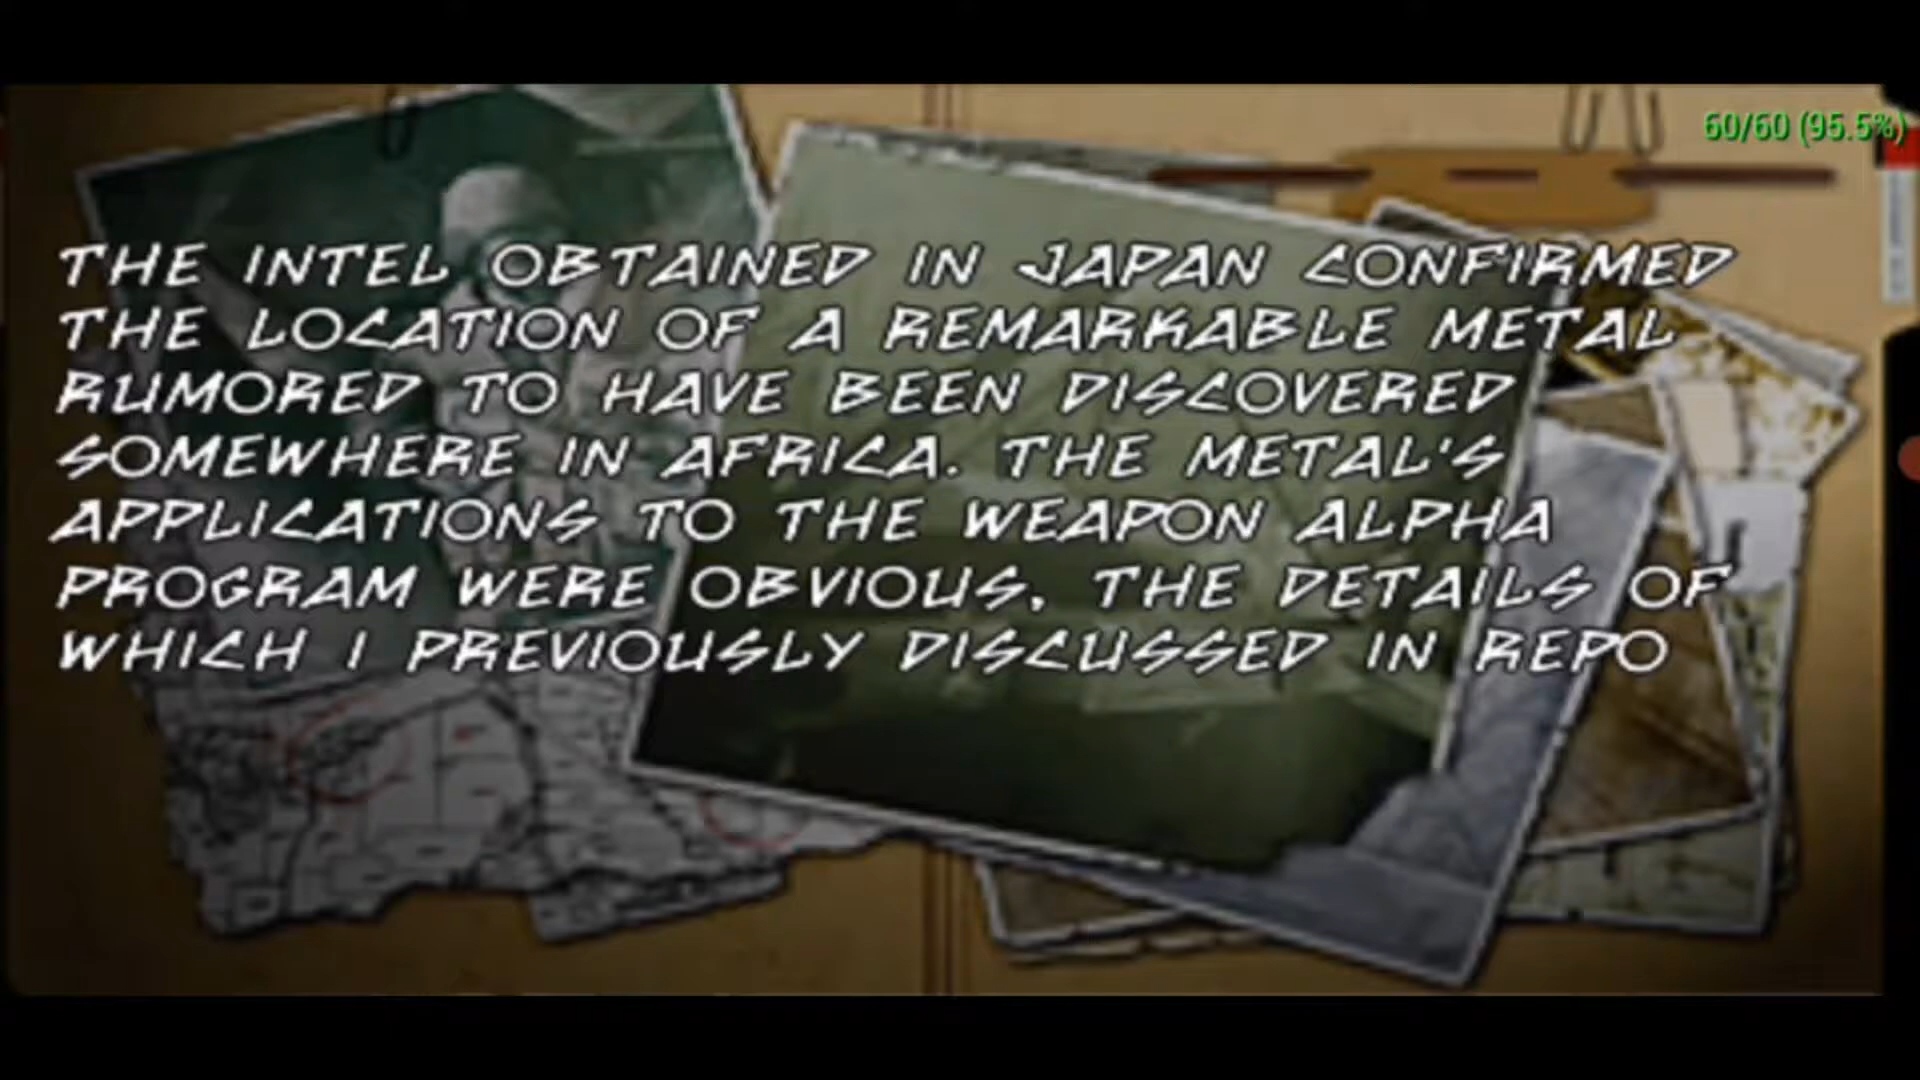 60/60 (95.5%)
THE INTEL OBTAINED IN JAPAN CONFIRMED
THE LOCATION OF A REMARKABLE METAL
RUMORED TO HAVE BEEN DISCOVERED
SOMEWHERE IN AFRICA. THE METAL'S
APPLICATIONS TO THE WEAPON ALPHA
PROGRAM WERE OBVIOUS. THE DETAILS OF
WHICH I PREVIOUSLY DISCUSSED IN REPO